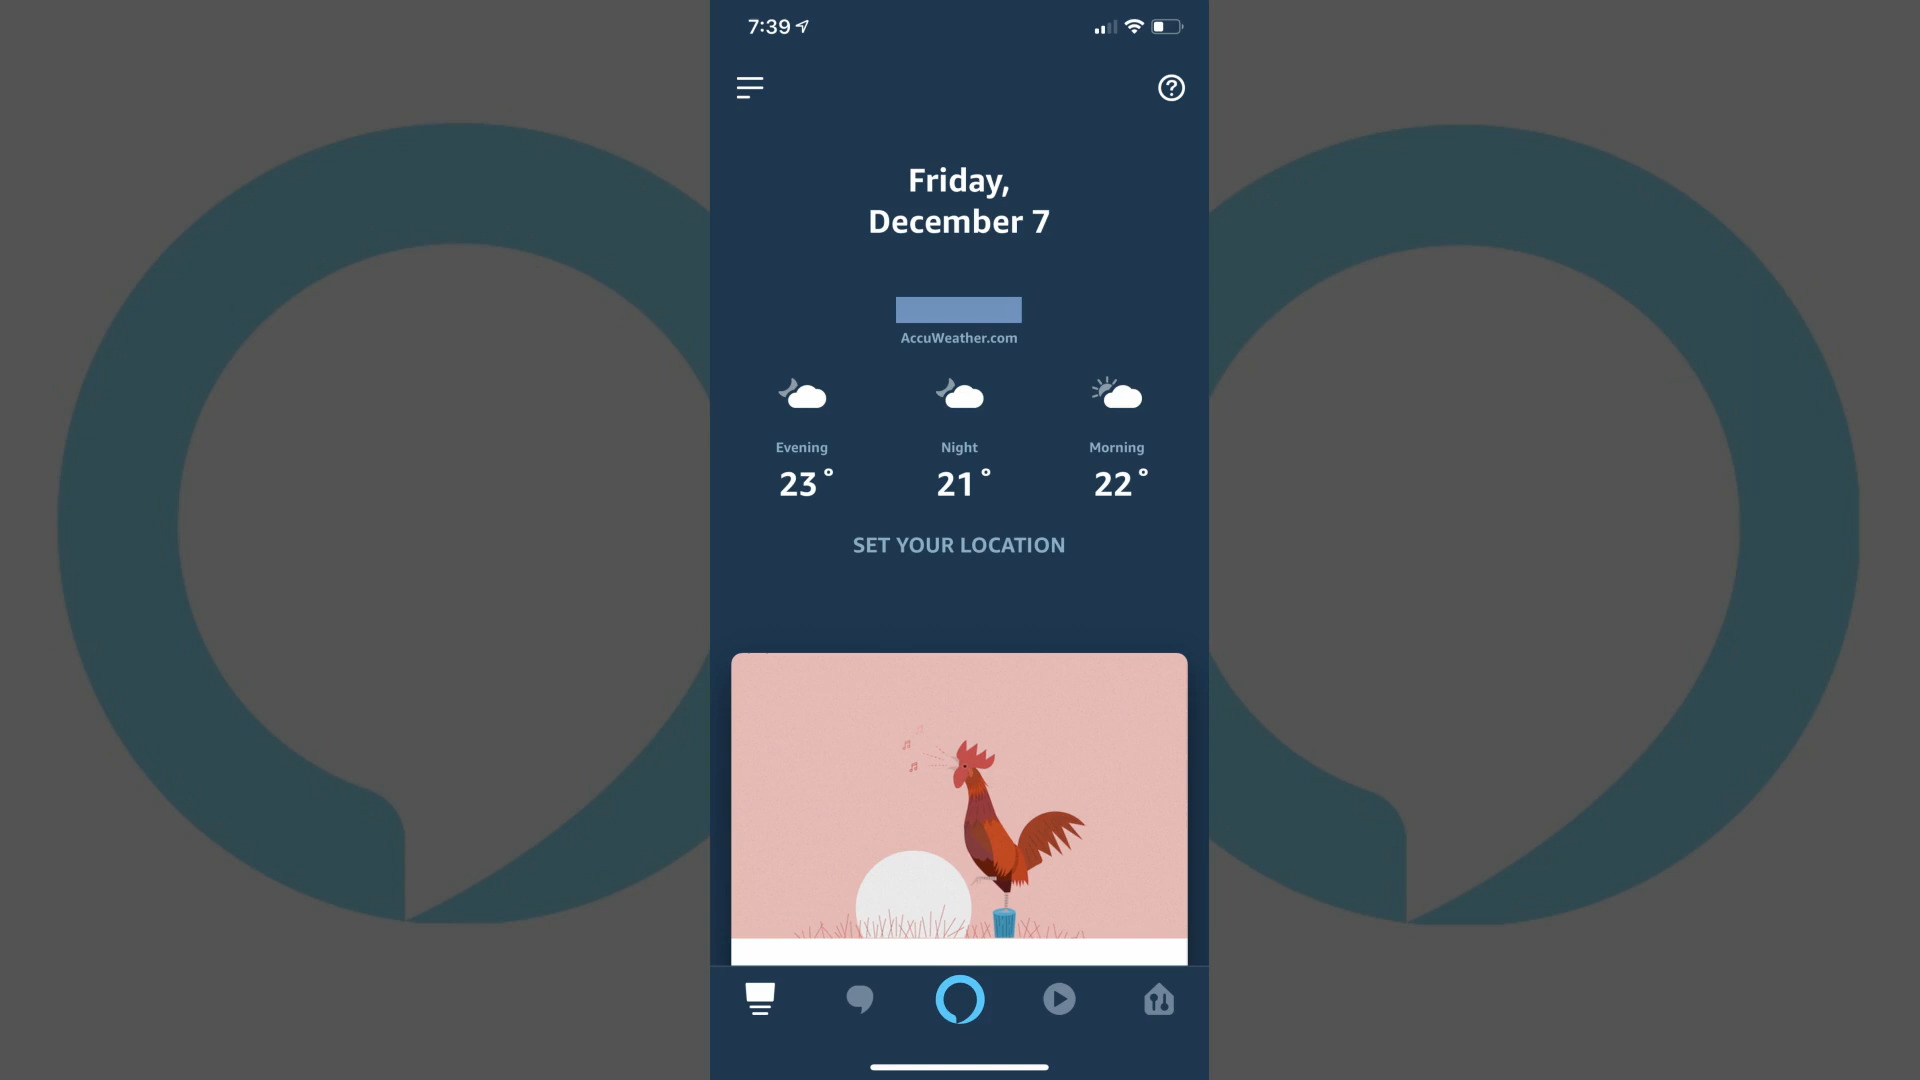 7:39
Friday,
December 7
AccuWeather.com
Evening
Night
Morning
23°
21°
22°
SET YOUR LOCATION